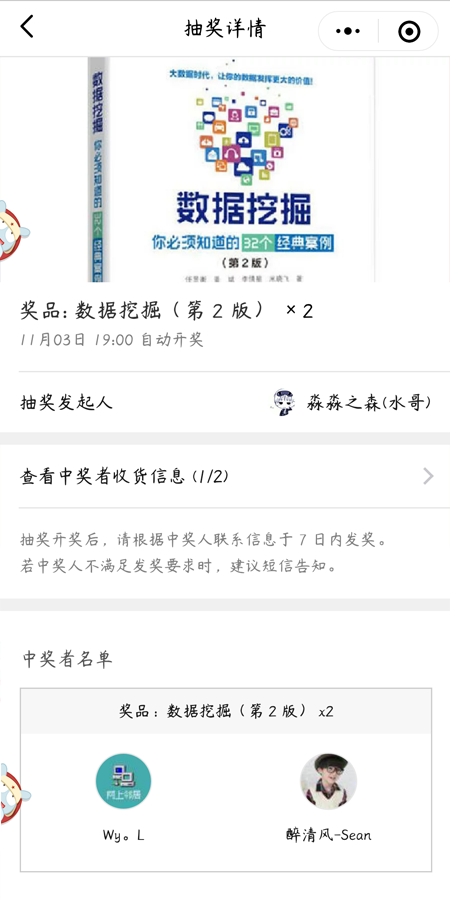 抽奖详情
大数据时代，让你的数据发挥更大的价值!
数据挖掘 你必须知道的32个经典案例
数据挖掘
你必须知道的32个经典案例
（第2版）
奖品: 数据挖掘（第 2 版） × 2
11月03日 19:00 自动开奖
抽奖发起人 淼淼之森(水哥)
查看中奖者收货信息 (1/2)
抽奖开奖后，请根据中奖人联系信息于 7 日内发奖。
若中奖人不满足发奖要求时，建议短信告知。
中奖者名单
奖品：数据挖掘（第 2 版） x2
网上邻居
Wy。L 醉清风-Sean